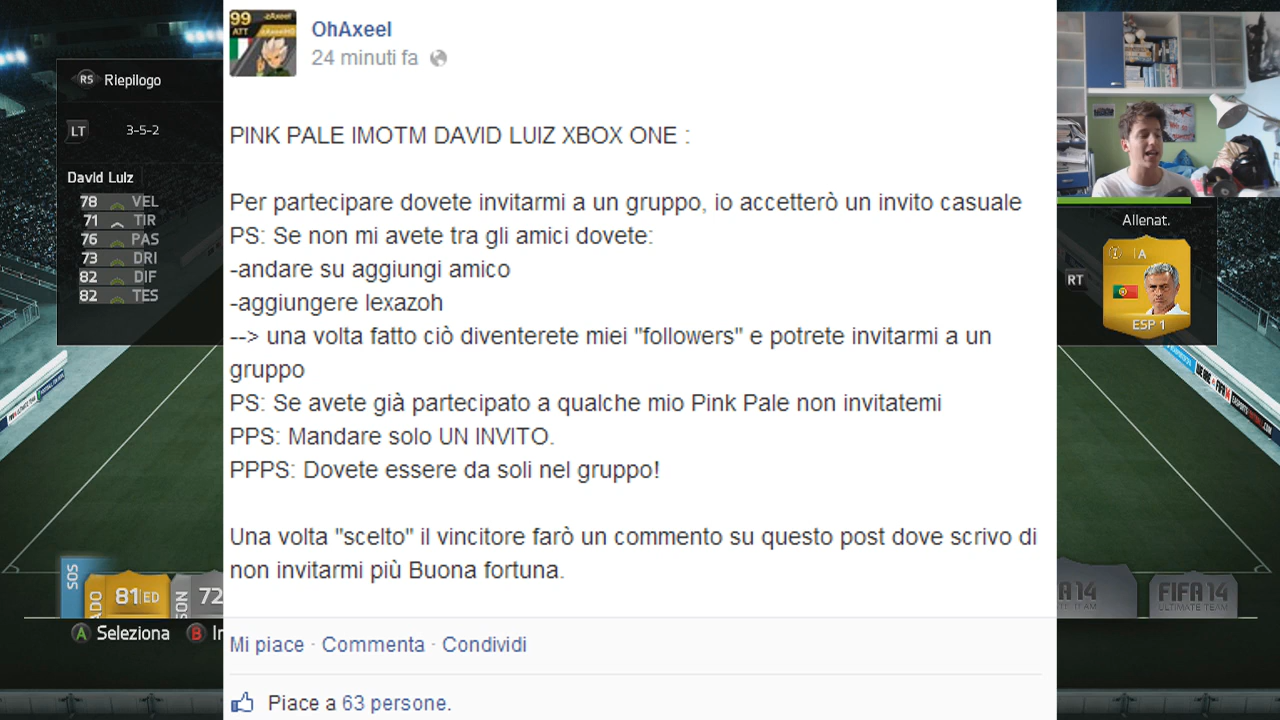 99
ATT
OhAxeel
24 minuti fa
PINK PALE IMOTM DAVID LUIZ XBOX ONE :
Per partecipare dovete invitarmi a un gruppo, io accetterò un invito casuale
PS: Se non mi avete tra gli amici dovete:
-andare su aggiungi amico
-aggiungere lexazoh
--> una volta fatto ciò diventerete miei "followers" e potrete invitarmi a un
gruppo
PS: Se avete già partecipato a qualche mio Pink Pale non invitatemi
PPS: Mandare solo UN INVITO.
PPPS: Dovete essere da soli nel gruppo!
Una volta "scelto" il vincitore farò un commento su questo post dove scrivo di
non invitarmi più Buona fortuna.
Mi piace · Commenta · Condividi
Piace a 63 persone.
RS Riepilogo
LT 3-5-2
David Luiz
78 VEL
71 TIR
76 PAS
73 DRI
82 DIF
82 TES
SOS
ADO
81 ED
SON
72
A Seleziona B
Allenat.
RT
A
ESP 1
FIFA 14
ULTIMATE TEAM